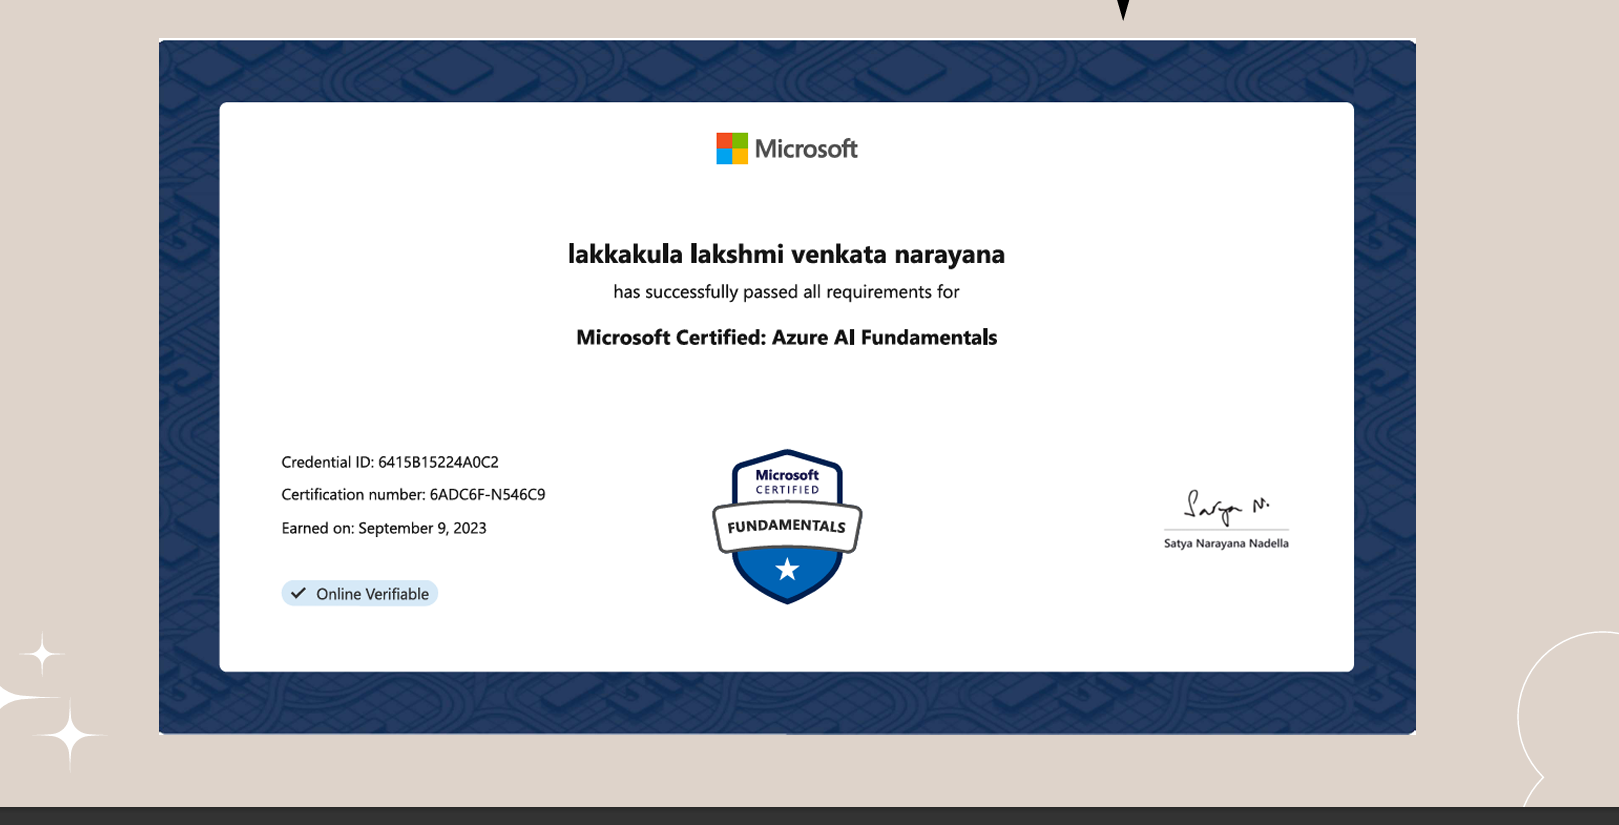 Microsoft
lakkakula lakshmi venkata narayana
has successfully passed all requirements for
Microsoft Certified: Azure AI Fundamentals
Credential ID: 6415B15224A0C2
Certification number: 6ADC6F-N546C9
Earned on: September 9, 2023
Online Verifiable
Microsoft
CERTIFIED
FUNDAMENTALS
Satya N.
Satya Narayana Nadella